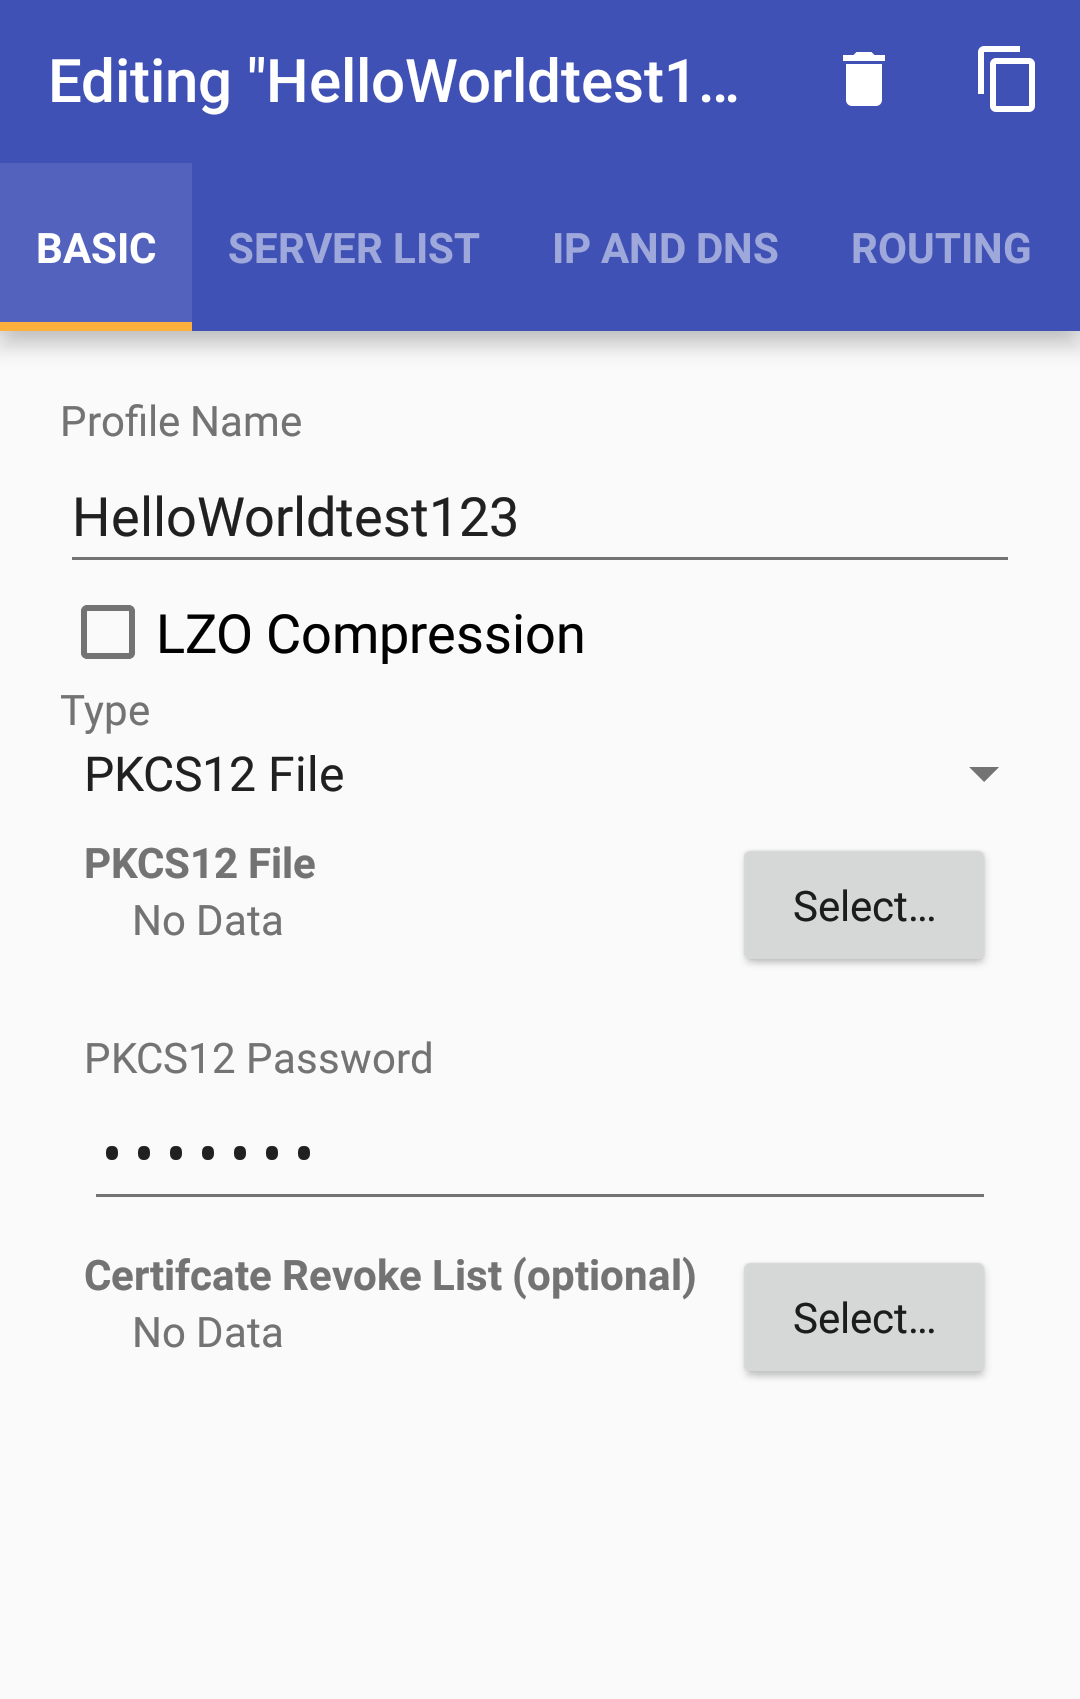 Editing "HelloWorldtest1...
BASIC SERVER LIST IP AND DNS ROUTING
Profile Name
HelloWorldtest123
LZO Compression
Type
PKCS12 File
PKCS12 File
No Data
Select...
PKCS12 Password
•••••••
Certifcate Revoke List (optional)
No Data
Select...